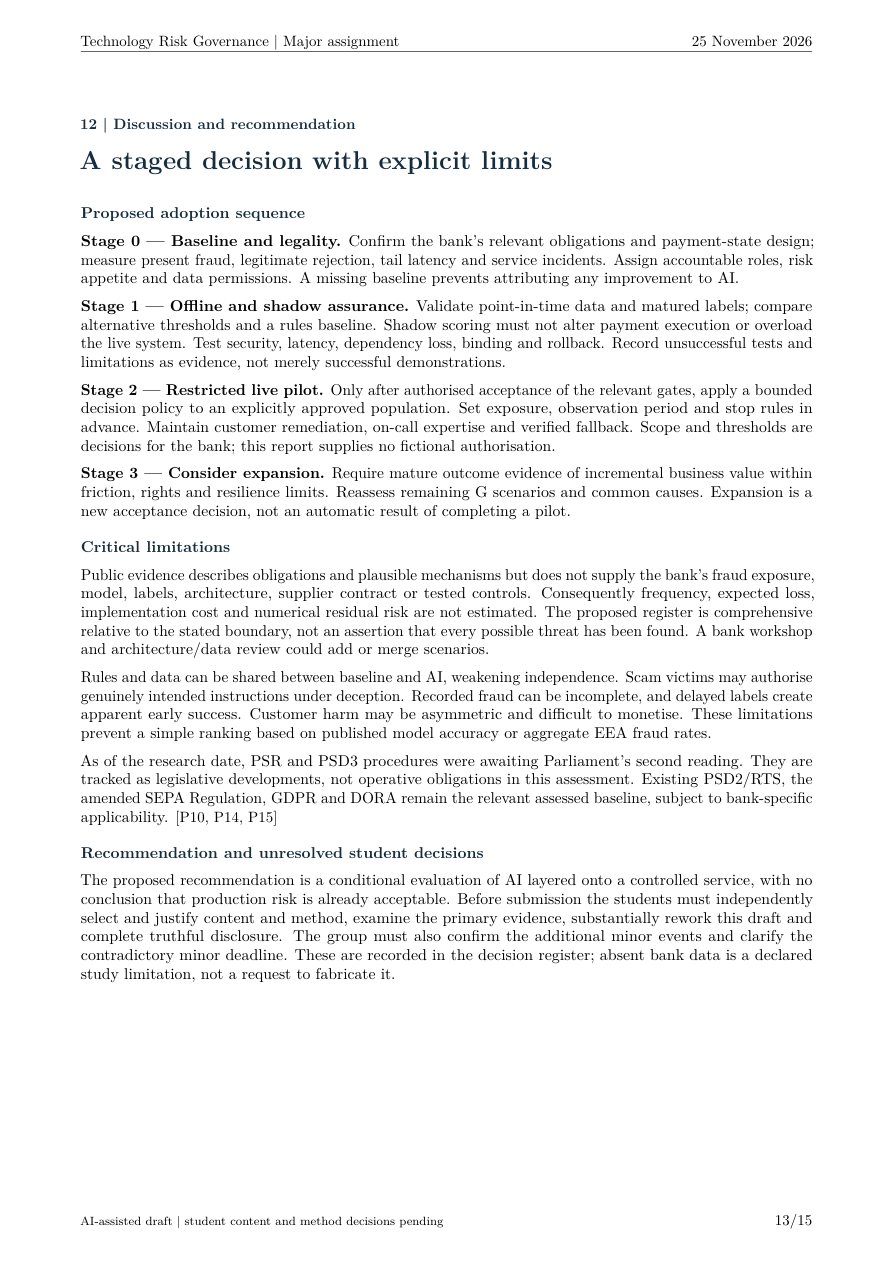 Technology Risk Governance | Major assignment
25 November 2026
12 | Discussion and recommendation
A staged decision with explicit limits
Proposed adoption sequence
Stage 0 — Baseline and legality. Confirm the bank's relevant obligations and payment-state design;
measure present fraud, legitimate rejection, tail latency and service incidents. Assign accountable roles, risk
appetite and data permissions. A missing baseline prevents attributing any improvement to AI.
Stage 1 — Offline and shadow assurance. Validate point-in-time data and matured labels; compare
alternative thresholds and a rules baseline. Shadow scoring must not alter payment execution or overload
the live system. Test security, latency, dependency loss, binding and rollback. Record unsuccessful tests and
limitations as evidence, not merely successful demonstrations.
Stage 2 — Restricted live pilot. Only after authorised acceptance of the relevant gates, apply a bounded
decision policy to an explicitly approved population. Set exposure, observation period and stop rules in
advance. Maintain customer remediation, on-call expertise and verified fallback. Scope and thresholds are
decisions for the bank; this report supplies no fictional authorisation.
Stage 3 — Consider expansion. Require mature outcome evidence of incremental business value within
friction, rights and resilience limits. Reassess remaining G scenarios and common causes. Expansion is a
new acceptance decision, not an automatic result of completing a pilot.
Critical limitations
Public evidence describes obligations and plausible mechanisms but does not supply the bank's fraud exposure,
model, labels, architecture, supplier contract or tested controls. Consequently frequency, expected loss,
implementation cost and numerical residual risk are not estimated. The proposed register is comprehensive
relative to the stated boundary, not an assertion that every possible threat has been found. A bank workshop
and architecture/data review could add or merge scenarios.
Rules and data can be shared between baseline and AI, weakening independence. Scam victims may authorise
genuinely intended instructions under deception. Recorded fraud can be incomplete, and delayed labels create
apparent early success. Customer harm may be asymmetric and difficult to monetise. These limitations
prevent a simple ranking based on published model accuracy or aggregate EEA fraud rates.
As of the research date, PSR and PSD3 procedures were awaiting Parliament's second reading. They are
tracked as legislative developments, not operative obligations in this assessment. Existing PSD2/RTS, the
amended SEPA Regulation, GDPR and DORA remain the relevant assessed baseline, subject to bank-specific
applicability. [P10, P14, P15]
Recommendation and unresolved student decisions
The proposed recommendation is a conditional evaluation of AI layered onto a controlled service, with no
conclusion that production risk is already acceptable. Before submission the students must independently
select and justify content and method, examine the primary evidence, substantially rework this draft and
complete truthful disclosure. The group must also confirm the additional minor events and clarify the
contradictory minor deadline. These are recorded in the decision register; absent bank data is a declared
study limitation, not a request to fabricate it.
AI-assisted draft | student content and method decisions pending
13/15